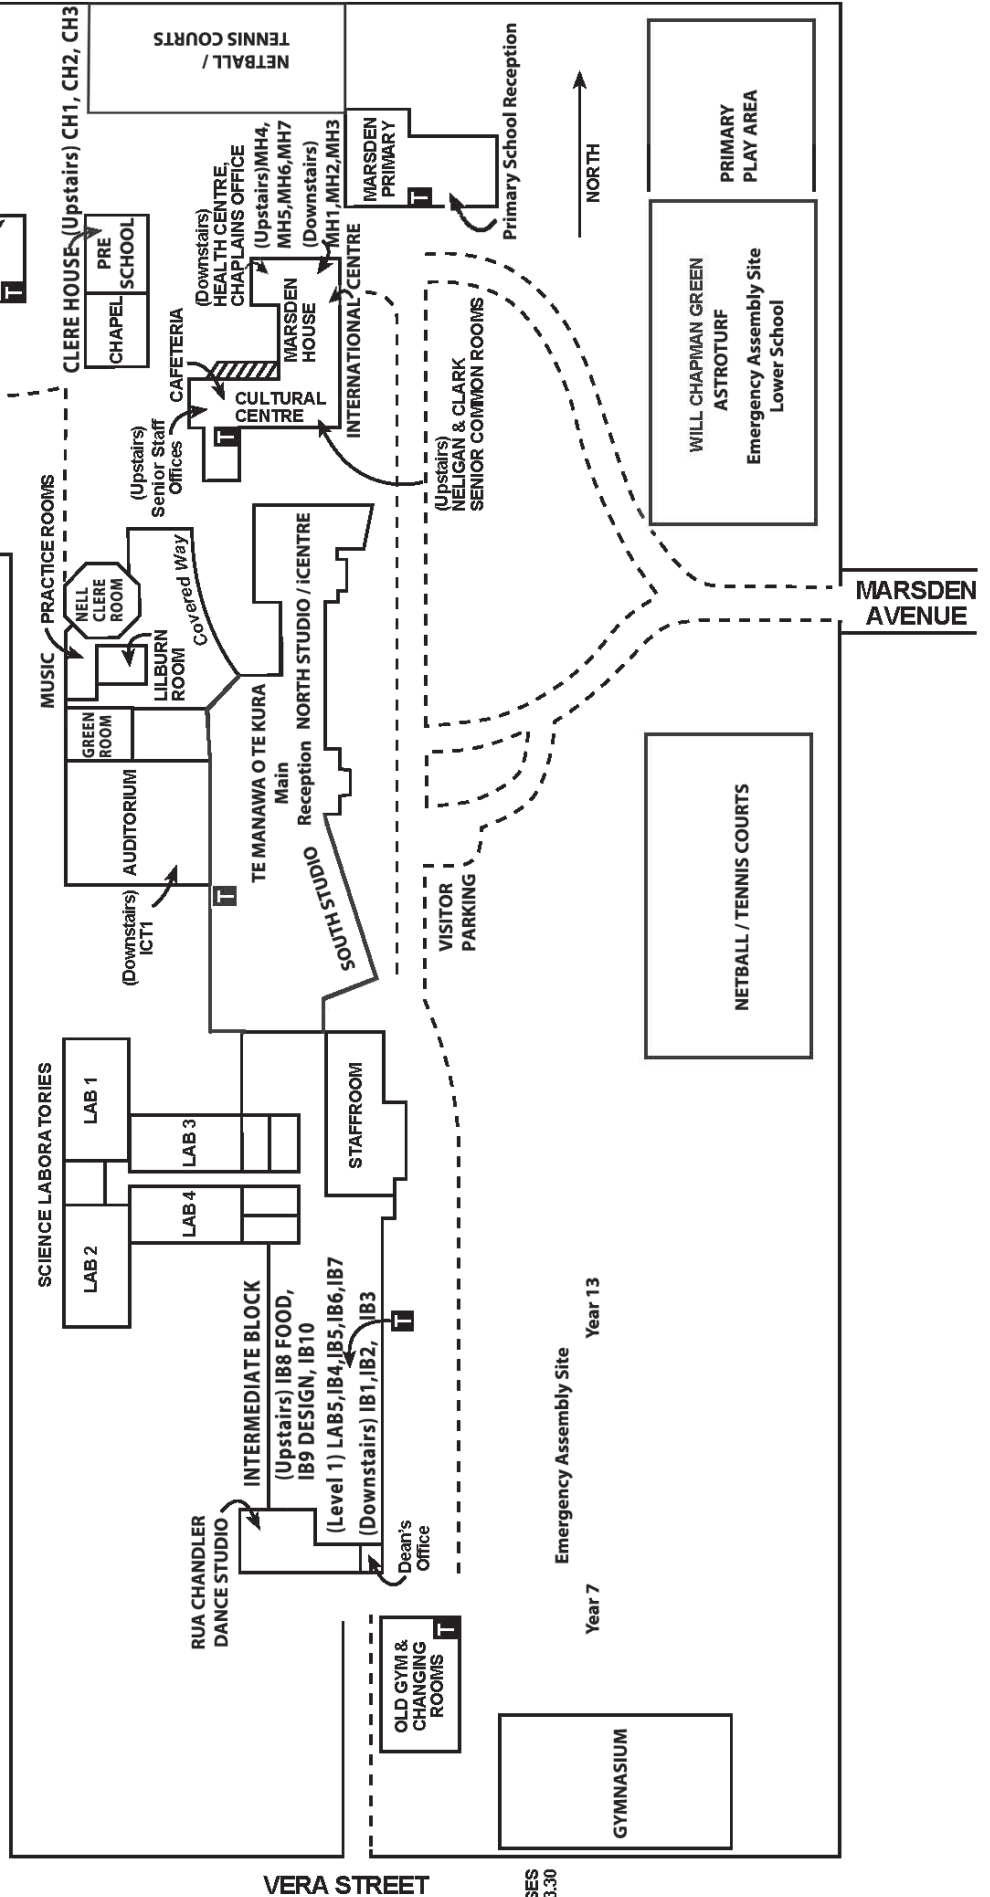 NETBALL /
TENNIS COURTS
CLERE HOUSE (Upstairs) CH1, CH2, CH3
PRE
SCHOOL
CHAPEL
T
(Downstairs)
HEALTH CENTRE,
CHAPLAINS OFFICE
(Upstairs)MH4,
MH5,MH6,MH7
(Downstairs)
MH1,MH2,MH3
MARSDEN
PRIMARY
T
Primary School Reception
NORTH
PRIMARY
PLAY AREA
CAFETERIA
MARSDEN
HOUSE
INTERNATIONAL CENTRE
CULTURAL
CENTRE
T
(Upstairs)
Senior Staff
Offices
(Upstairs)
NELIGAN & CLARK
SENIOR COMMON ROOMS
WILL CHAPMAN GREEN
ASTROTURF
Emergency Assembly Site
Lower School
MUSIC PRACTICE ROOMS
NELL
CLERE
ROOM
Covered Way
LILBURN
ROOM
GREEN
ROOM
AUDITORIUM
(Downstairs)
ICT1
T
TE MANAWA O TE KURA
Main
Reception
NORTH STUDIO / iCENTRE
SOUTH STUDIO
VISITOR
PARKING
MARSDEN
AVENUE
NETBALL / TENNIS COURTS
SCIENCE LABORATORIES
LAB 1
LAB 2
LAB 3
LAB 4
STAFFROOM
INTERMEDIATE BLOCK
(Upstairs) IB8 FOOD,
IB9 DESIGN, IB10
(Level 1) LAB5,IB4,IB5,IB6,IB7
(Downstairs) IB1,IB2, IB3
T
RUA CHANDLER
DANCE STUDIO
Dean's
Office
Emergency Assembly Site
Year 7
Year 13
OLD GYM &
CHANGING
ROOMS
T
GYMNASIUM
VERA STREET